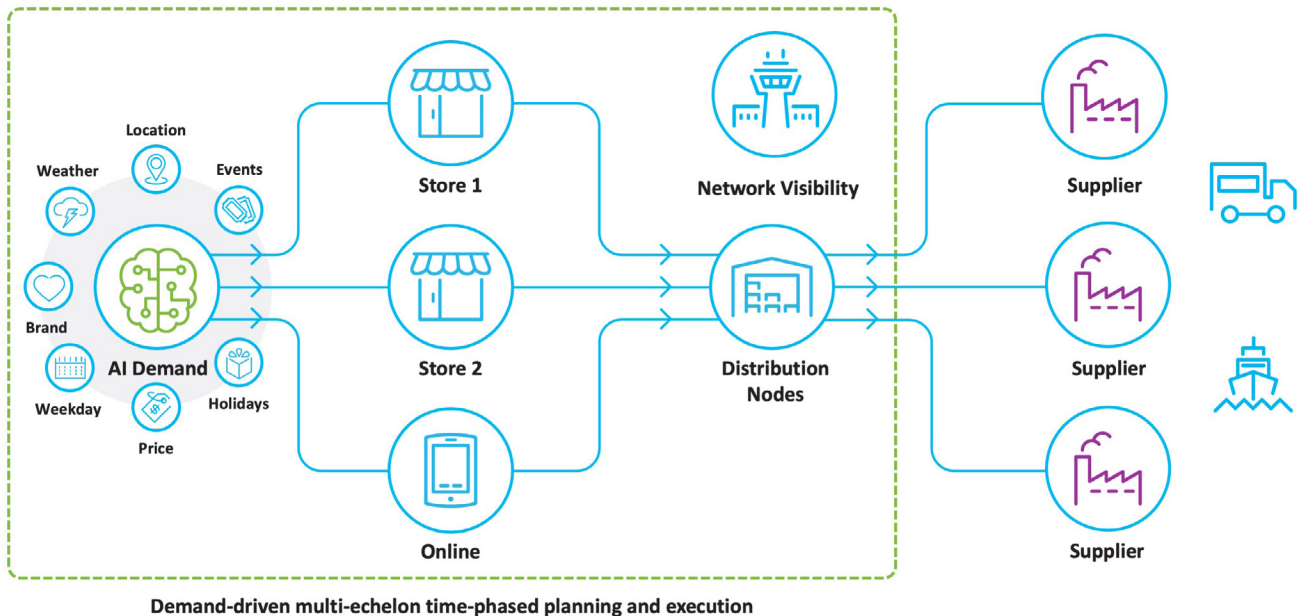 Location
Weather
Events
Brand
AI Demand
Weekday
Holidays
Price
Store 1
Store 2
Online
Network Visibility
Distribution
Nodes
Supplier
Supplier
Supplier
$
Demand-driven multi-echelon time-phased planning and execution